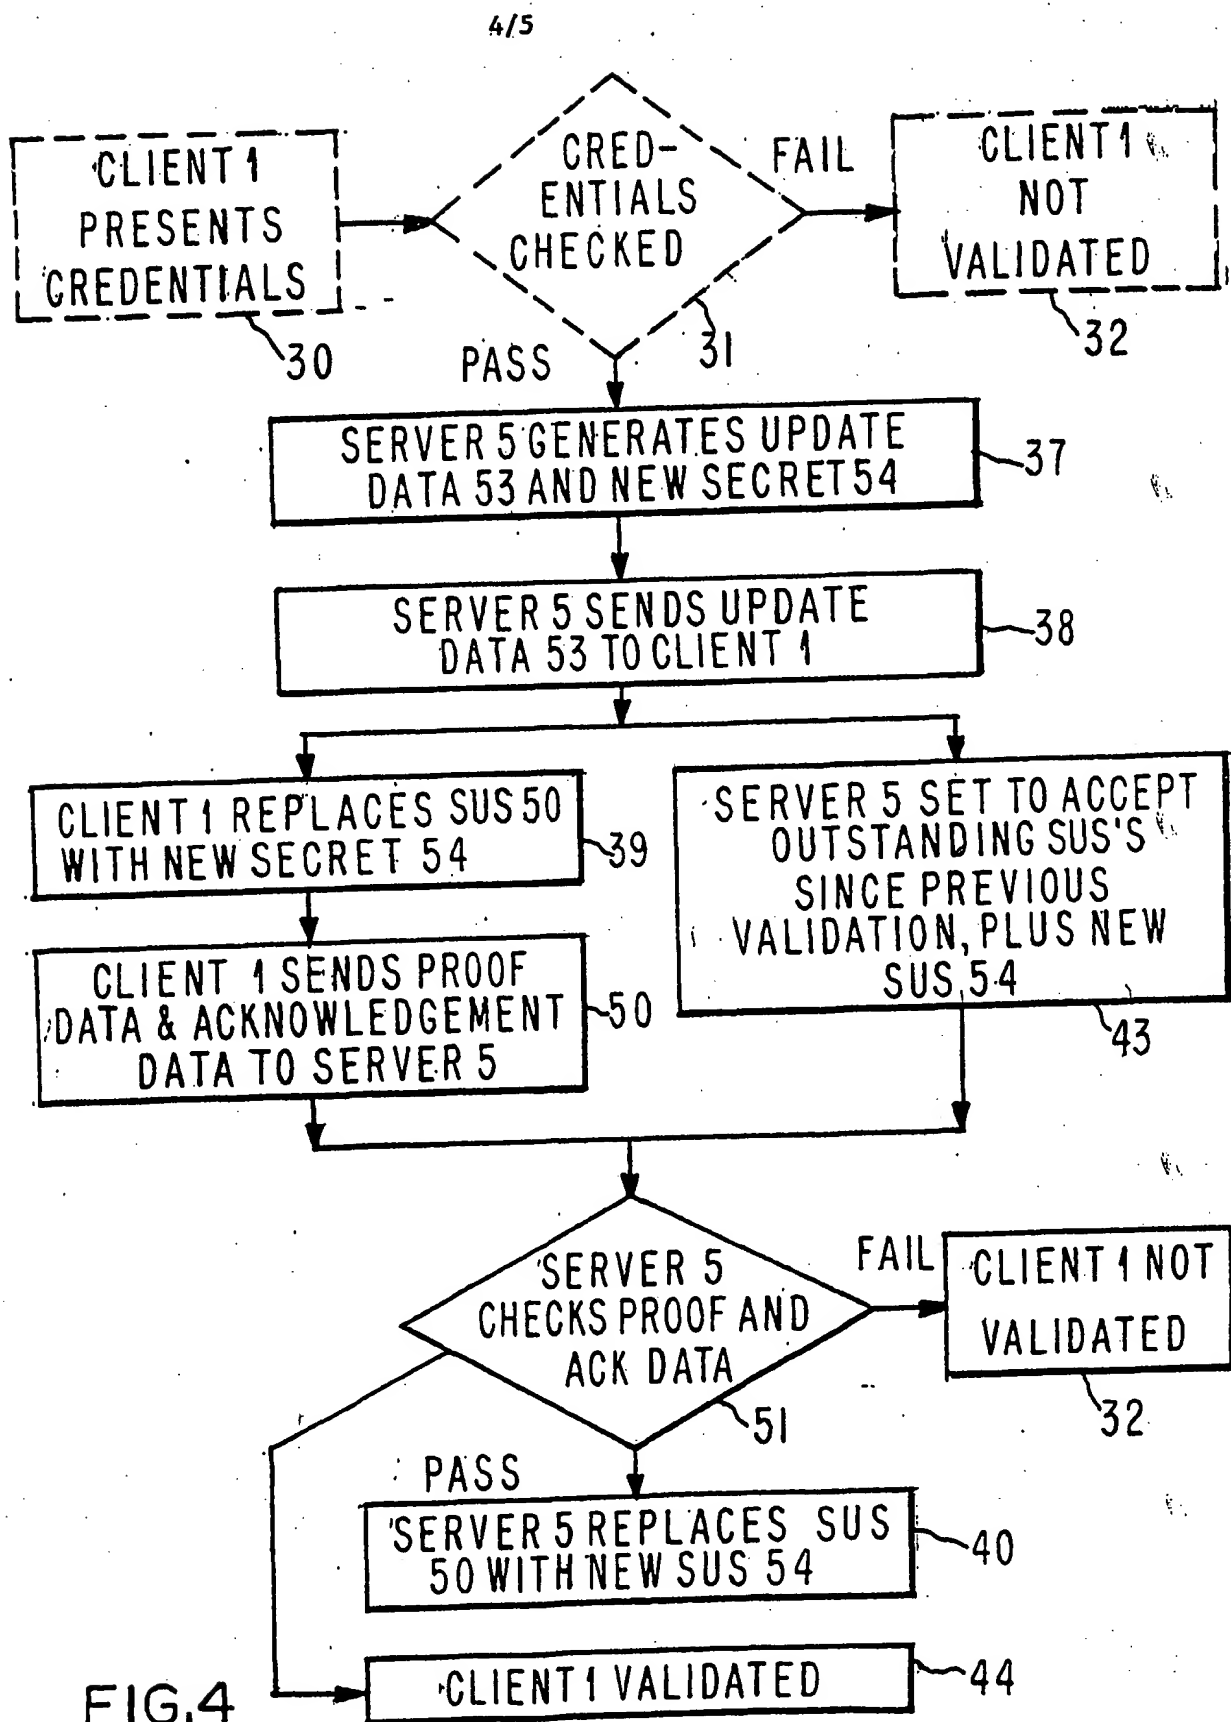 4/5
CLIENT 1
PRESENTS
CREDENTIALS
30
CRED-
ENTIALS
CHECKED
31
FAIL
CLIENT 1
NOT
VALIDATED
32
PASS
SERVER 5 GENERATES UPDATE
DATA 53 AND NEW SECRET 54
37
SERVER 5 SENDS UPDATE
DATA 53 TO CLIENT 1
38
CLIENT 1 REPLACES SUS 50
WITH NEW SECRET 54
39
SERVER 5 SET TO ACCEPT
OUTSTANDING SUS'S
SINCE PREVIOUS
VALIDATION, PLUS NEW
SUS 54
43
CLIENT 1 SENDS PROOF
DATA & ACKNOWLEDGEMENT
DATA TO SERVER 5
50
SERVER 5
CHECKS PROOF AND
ACK DATA
51
FAIL
CLIENT 1 NOT
VALIDATED
32
PASS
SERVER 5 REPLACES SUS
50 WITH NEW SUS 54
40
CLIENT 1 VALIDATED
44
FIG.4